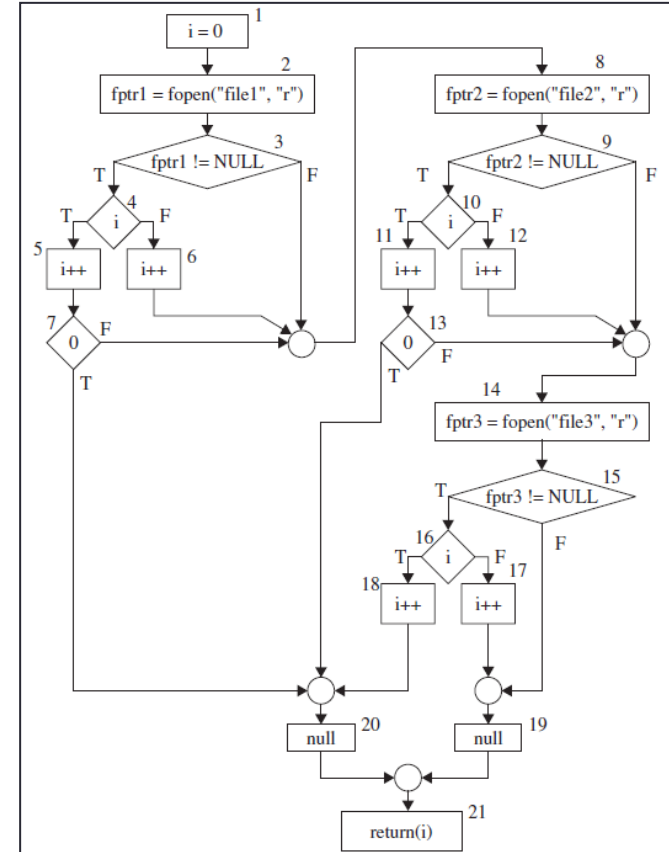 1
i = 0
2
fptr1 = fopen("file1", "r")
3
fptr1 != NULL
T
F
4
T
i
F
5
i++
6
i++
7
0
F
T
8
fptr2 = fopen("file2", "r")
9
fptr2 != NULL
T
F
10
T
i
F
11
i++
12
i++
13
0
T
F
14
fptr3 = fopen("file3", "r")
15
fptr3 != NULL
T
F
16
T
i
F
17
18
i++
i++
20
null
19
null
21
return(i)